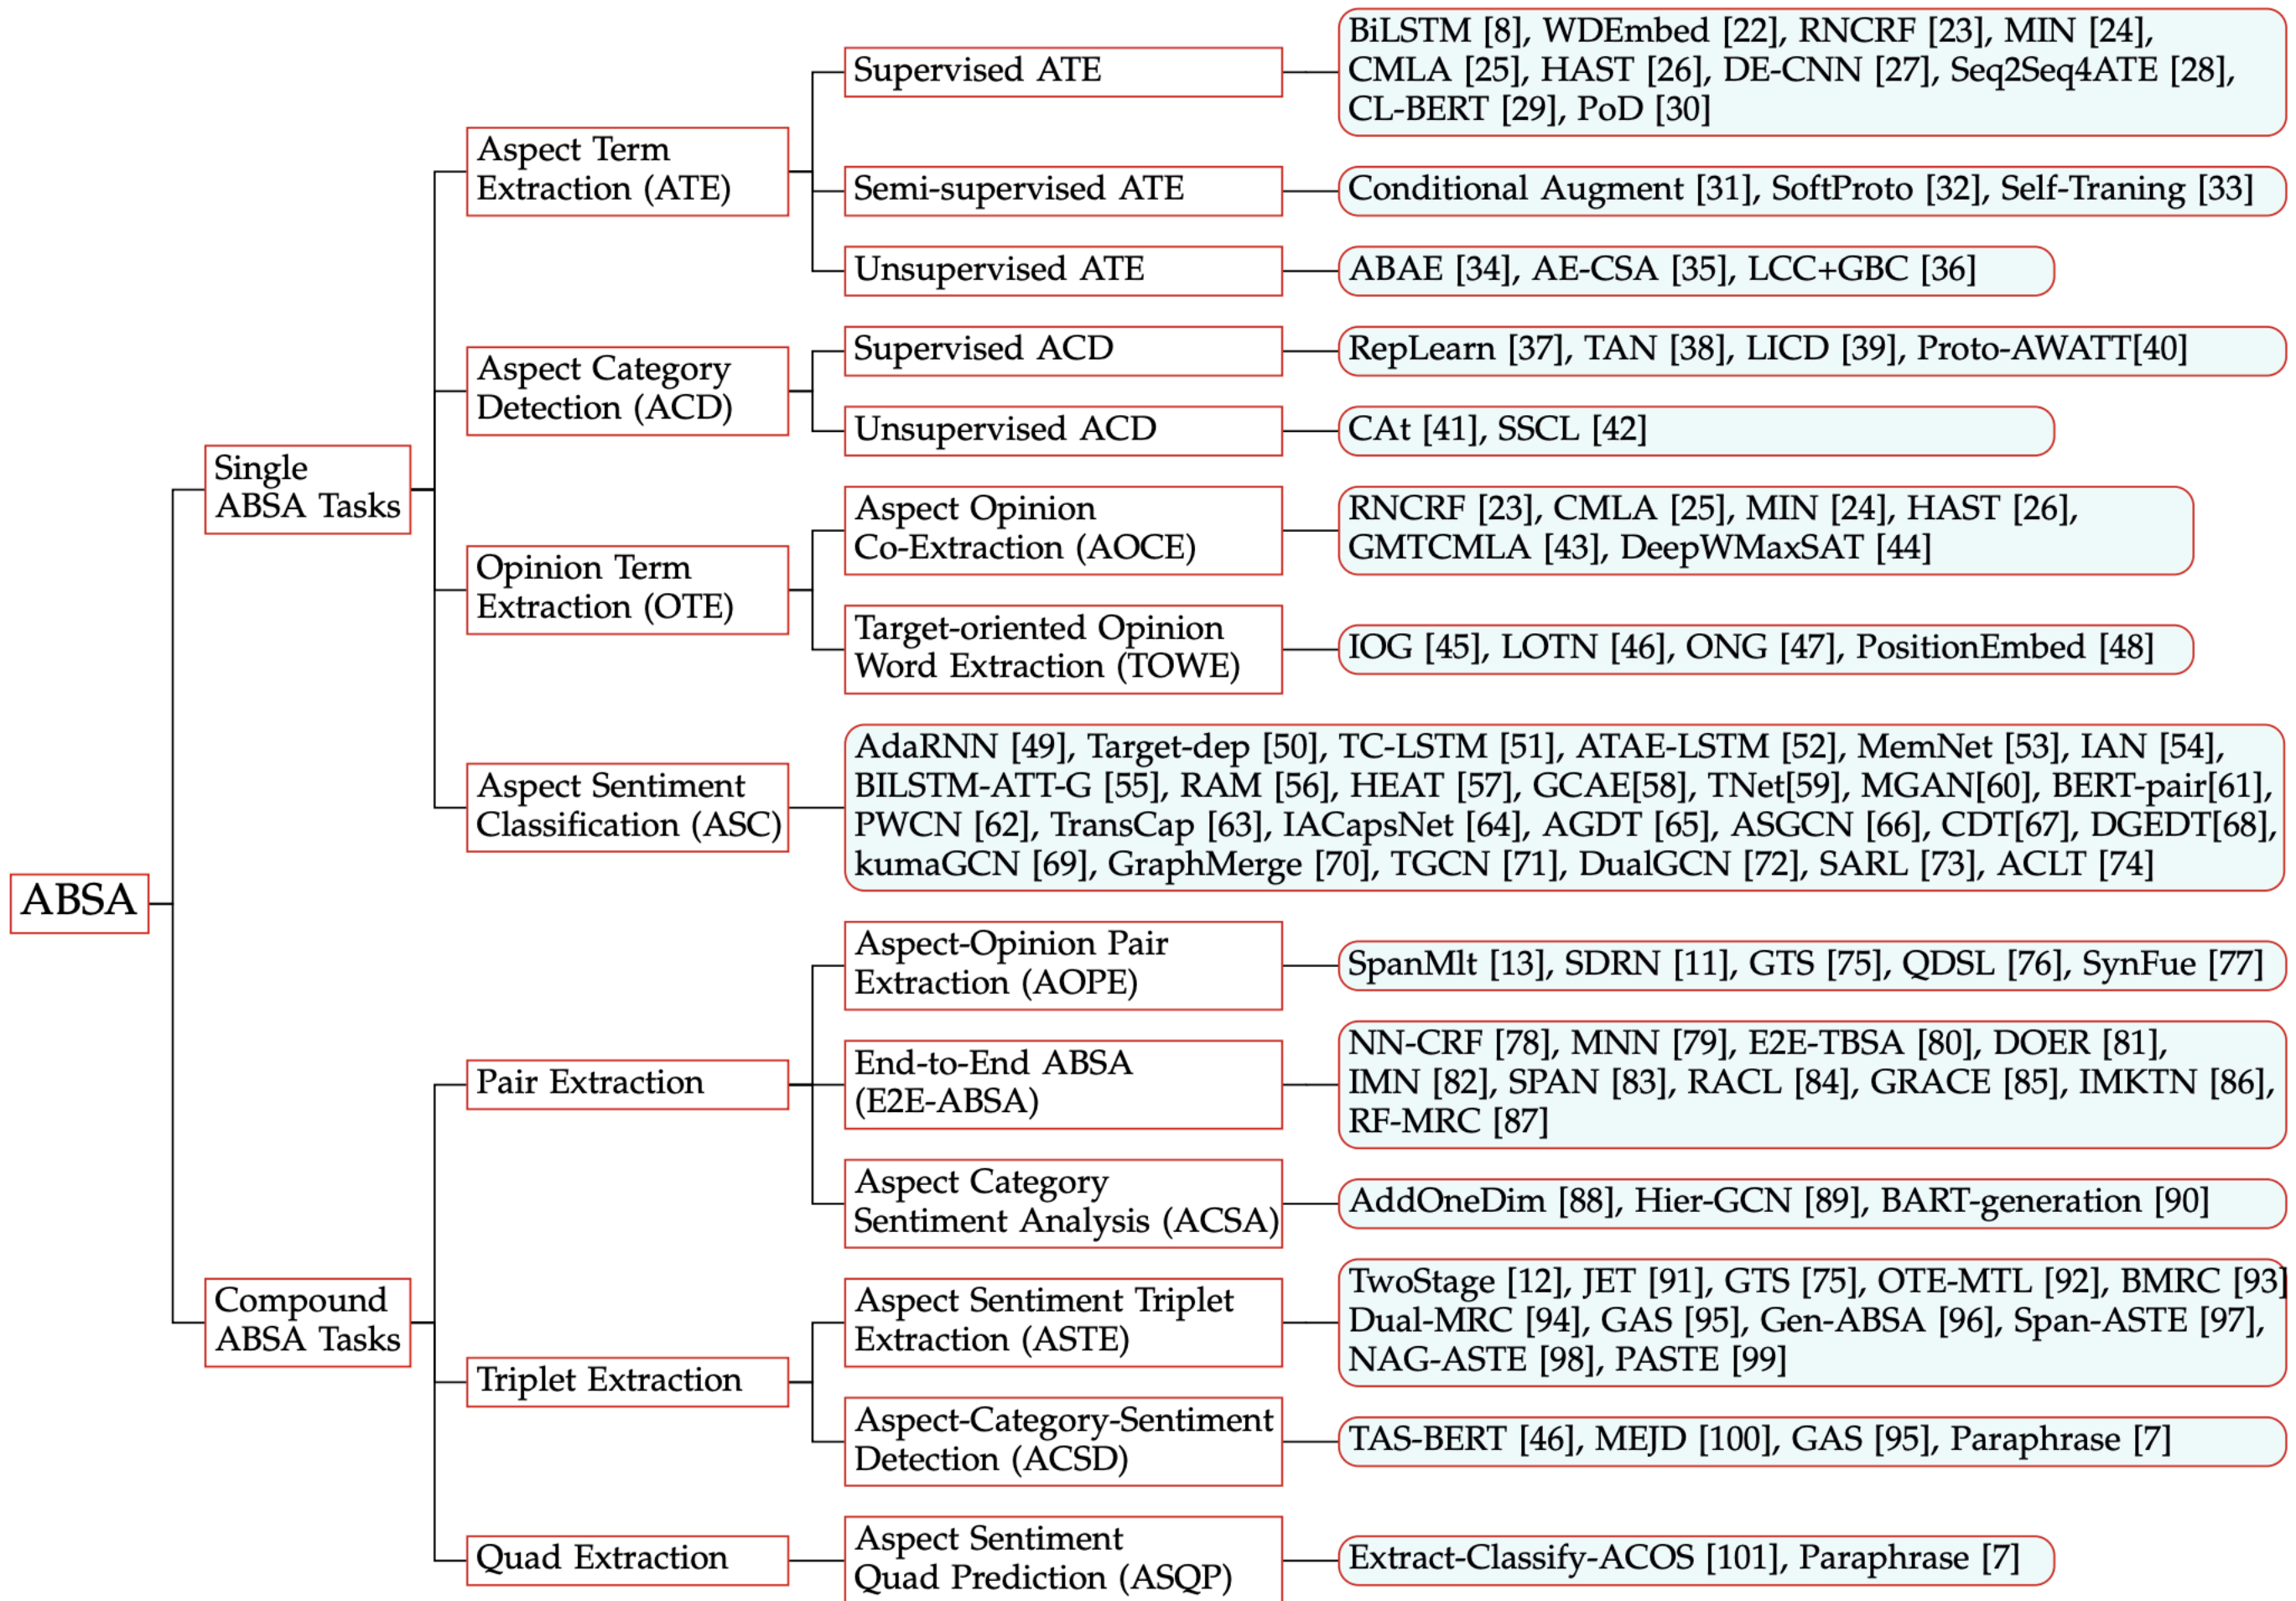 ABSA
Single
ABSA Tasks
Aspect Term
Extraction (ATE)
Supervised ATE
BiLSTM [8], WDEmbed [22], RNCRF [23], MIN [24],
CMLA [25], HAST [26], DE-CNN [27], Seq2Seq4ATE [28],
CL-BERT [29], PoD [30]
Semi-supervised ATE
Conditional Augment [31], SoftProto [32], Self-Traning [33]
Unsupervised ATE
ABAE [34], AE-CSA [35], LCC+GBC [36]
Aspect Category
Detection (ACD)
Supervised ACD
RepLearn [37], TAN [38], LICD [39], Proto-AWATT[40]
Unsupervised ACD
CAt [41], SSCL [42]
Opinion Term
Extraction (OTE)
Aspect Opinion
Co-Extraction (AOCE)
RNCRF [23], CMLA [25], MIN [24], HAST [26],
GMTCMLA [43], DeepWMaxSAT [44]
Target-oriented Opinion
Word Extraction (TOWE)
IOG [45], LOTN [46], ONG [47], PositionEmbed [48]
Aspect Sentiment
Classification (ASC)
AdaRNN [49], Target-dep [50], TC-LSTM [51], ATAE-LSTM [52], MemNet [53], IAN [54],
BILSTM-ATT-G [55], RAM [56], HEAT [57], GCAE[58], TNet[59], MGAN[60], BERT-pair[61],
PWCN [62], TransCap [63], IACapsNet [64], AGDT [65], ASGCN [66], CDT[67], DGEDT[68],
kumaGCN [69], GraphMerge [70], TGCN [71], DualGCN [72], SARL [73], ACLT [74]
Compound
ABSA Tasks
Pair Extraction
Aspect-Opinion Pair
Extraction (AOPE)
SpanMlt [13], SDRN [11], GTS [75], QDSL [76], SynFue [77]
End-to-End ABSA
(E2E-ABSA)
NN-CRF [78], MNN [79], E2E-TBSA [80], DOER [81],
IMN [82], SPAN [83], RACL [84], GRACE [85], IMKTN [86],
RF-MRC [87]
Aspect Category
Sentiment Analysis (ACSA)
AddOneDim [88], Hier-GCN [89], BART-generation [90]
Triplet Extraction
Aspect Sentiment Triplet
Extraction (ASTE)
TwoStage [12], JET [91], GTS [75], OTE-MTL [92], BMRC [93]
Dual-MRC [94], GAS [95], Gen-ABSA [96], Span-ASTE [97],
NAG-ASTE [98], PASTE [99]
Aspect-Category-Sentiment
Detection (ACSD)
TAS-BERT [46], MEJD [100], GAS [95], Paraphrase [7]
Quad Extraction
Aspect Sentiment
Quad Prediction (ASQP)
Extract-Classify-ACOS [101], Paraphrase [7]